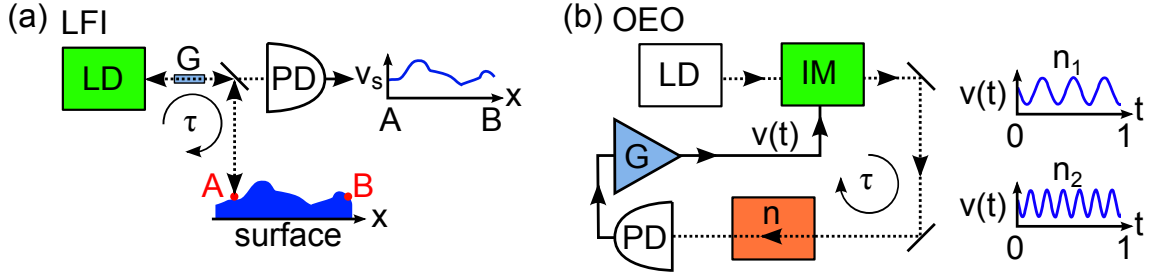 (a) LFI
LD
G
PD
v_s
x
A
B
τ
A
B
x
surface
(b) OEO
LD
IM
v(t)
G
τ
PD
n
n_1
v(t)
t
0
1
n_2
v(t)
t
0
1